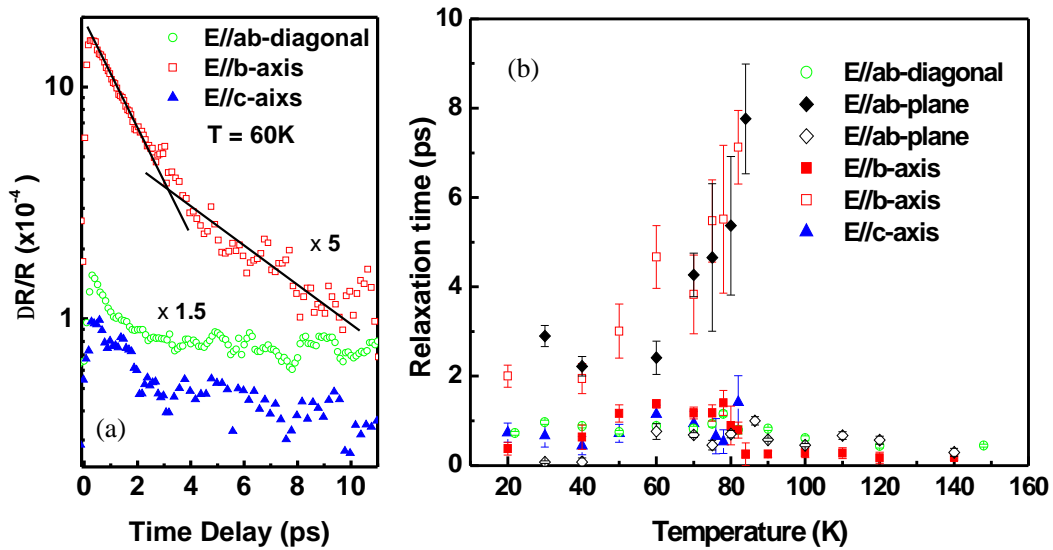 (a)
E//ab-diagonal
E//b-axis
E//c-aixs
T = 60K
x 5
x 1.5
10
1
DR/R (x10-4)
0 2 4 6 8 10
Time Delay (ps)
(b)
E//ab-diagonal
E//ab-plane
E//ab-plane
E//b-axis
E//b-axis
E//c-axis
10
8
6
4
2
0
Relaxation time (ps)
20 40 60 80 100 120 140 160
Temperature (K)